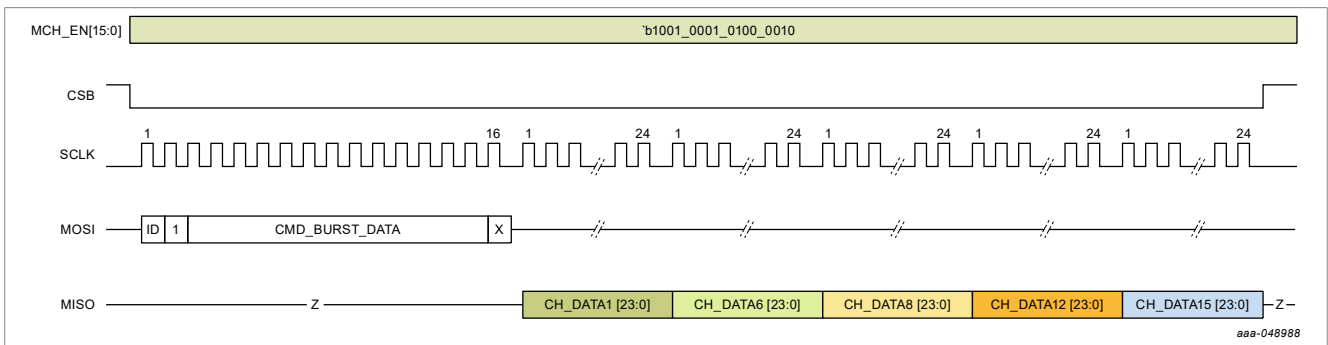 MCH_EN[15:0] `b1001_0001_0100_0010
CSB
1 16 1 24 1 24 1 24 1 24 1 24
SCLK
MOSI ID 1 CMD_BURST_DATA X
MISO Z CH_DATA1 [23:0] CH_DATA6 [23:0] CH_DATA8 [23:0] CH_DATA12 [23:0] CH_DATA15 [23:0] Z
aaa-048988